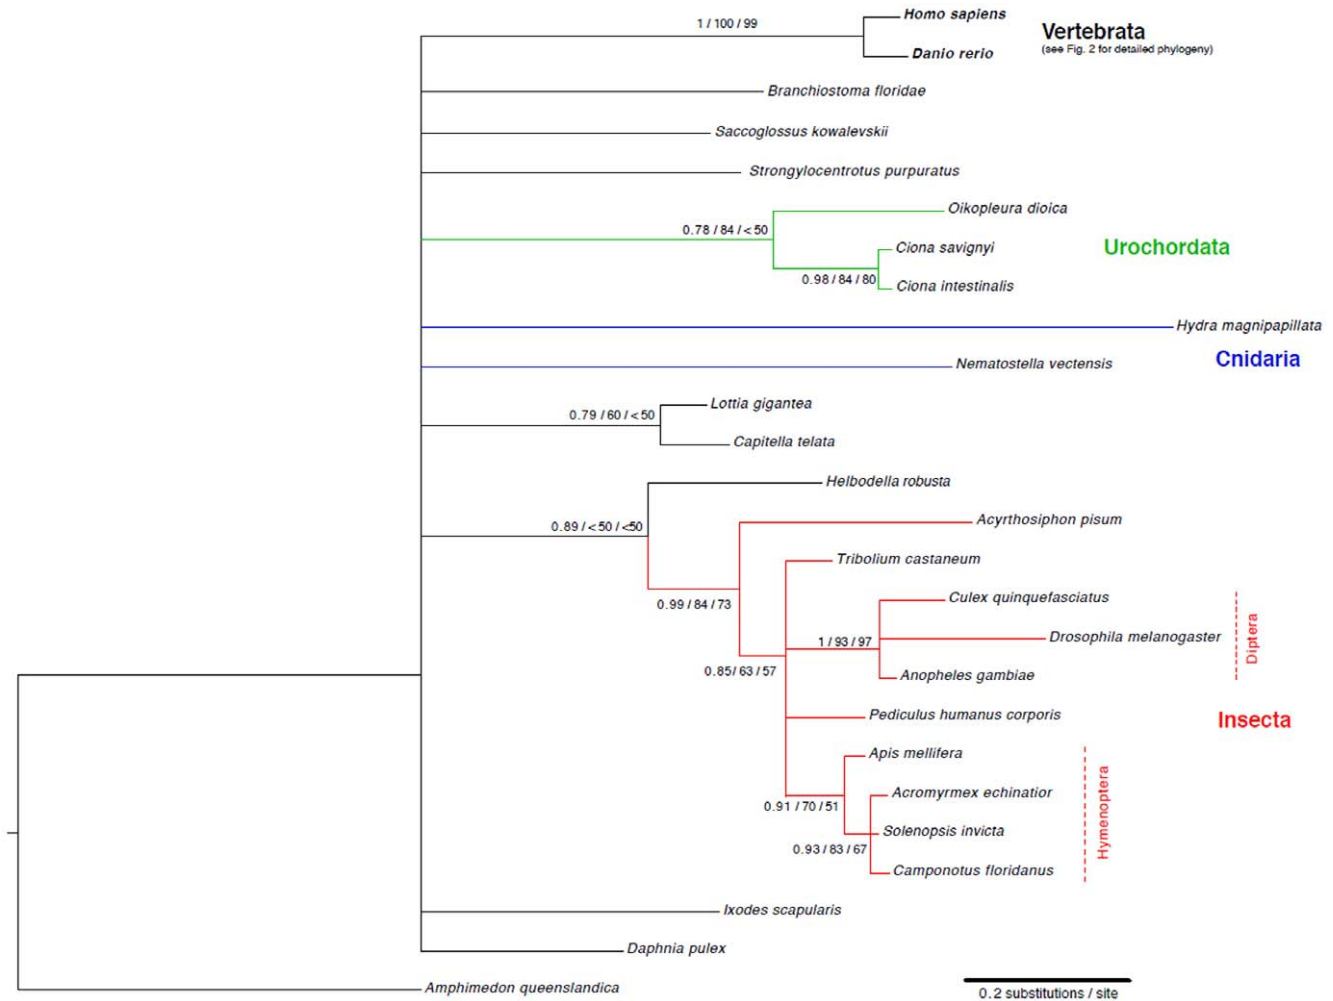 Homo sapiens
1 / 100 / 99
Vertebrata
(see Fig. 2 for detailed phylogeny)
Danio rerio
Branchiostoma floridae
Saccoglossus kowalevskii
Strongylocentrotus purpuratus
Oikopleura dioica
0.78 / 84 / < 50
Ciona savignyi
Urochordata
0.98 / 84 / 80
Ciona intestinalis
Hydra magnipapillata
Cnidaria
Nematostella vectensis
Lottia gigantea
0.79 / 60 / < 50
Capitella telata
Helbodella robusta
Acyrthosiphon pisum
0.89 / < 50 / <50
Tribolium castaneum
Culex quinquefasciatus
0.99 / 84 / 73
Drosophila melanogaster
Diptera
1 / 93 / 97
0.85/ 63 / 57
Anopheles gambiae
Pediculus humanus corporis
Insecta
Apis mellifera
Acromyrmex echinatior
0.91 / 70 / 51
Hymenoptera
Solenopsis invicta
0.93 / 83 / 67
Camponotus floridanus
Ixodes scapularis
Daphnia pulex
Amphimedon queenslandica
0.2 substitutions / site